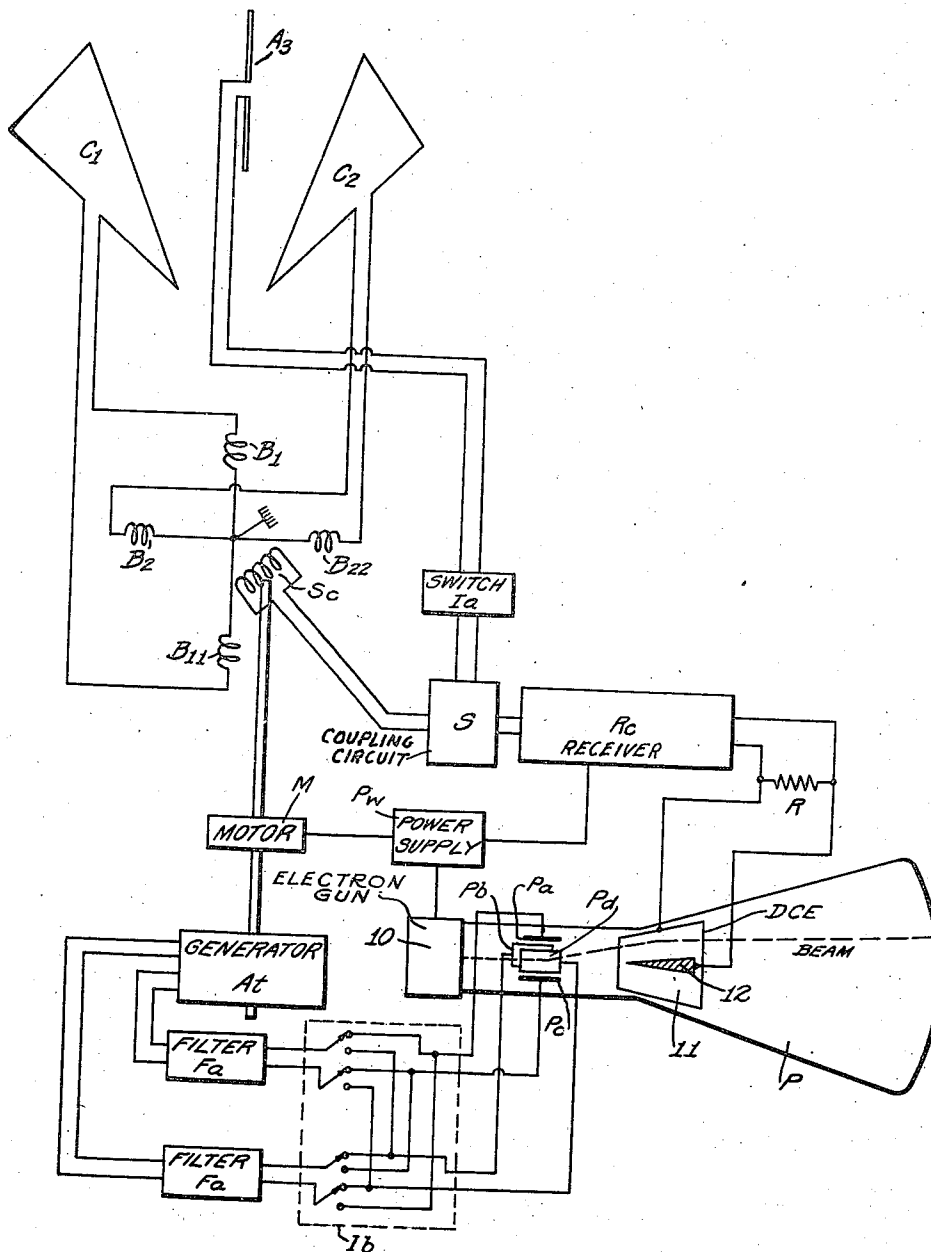 A3
C1
C2
B1
B2
B22
Sc
B11
SWITCH
Ia
S
COUPLING
CIRCUIT
Rc
RECEIVER
R
M
MOTOR
Pw
POWER
SUPPLY
ELECTRON
GUN
10
Pb
Pa
Pd
Pc
DCE
BEAM
12
11
P
GENERATOR
At
FILTER
Fa
FILTER
Fa
Ib